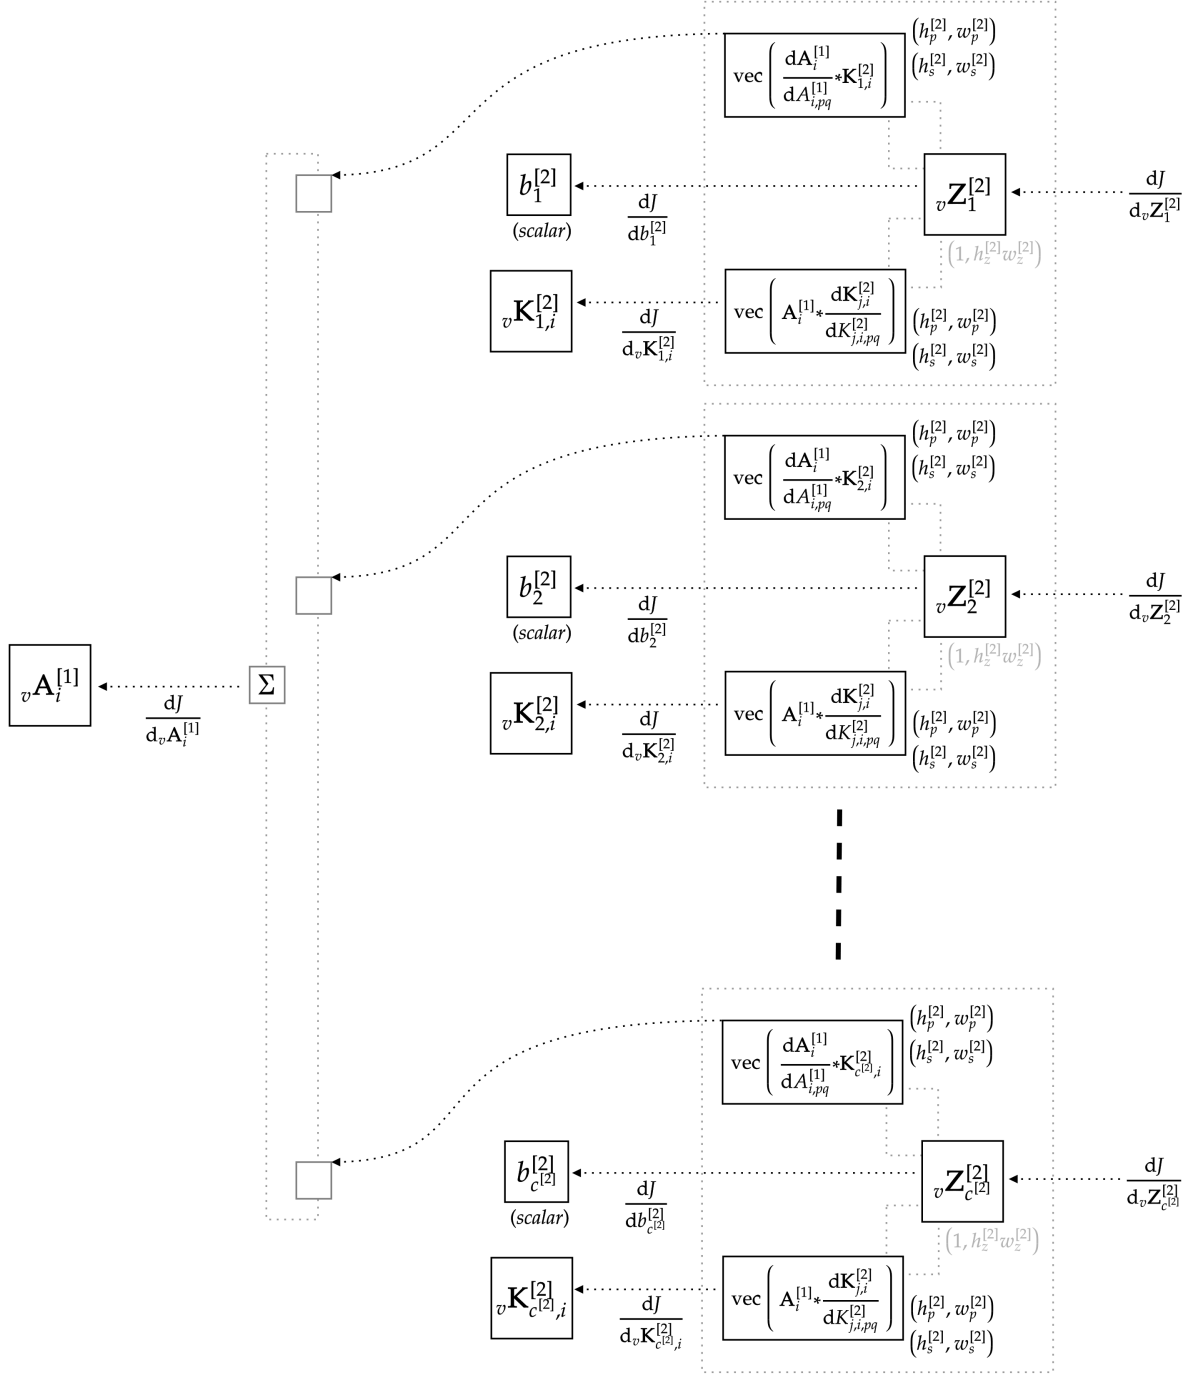 vec ( dA_i^{[1]} / dA_{i,pq}^{[1]} * K_{1,i}^{[2]} )
(h_p^{[2]}, w_p^{[2]})
(h_s^{[2]}, w_s^{[2]})
b_1^{[2]}
(scalar)
dJ / db_1^{[2]}
_vZ_1^{[2]}
(1, h_z^{[2]} w_z^{[2]})
dJ / d_vZ_1^{[2]}
_vK_{1,i}^{[2]}
dJ / d_vK_{1,i}^{[2]}
vec ( A_i^{[1]} * dK_{j,i}^{[2]} / dK_{j,i,pq}^{[2]} )
(h_p^{[2]}, w_p^{[2]})
(h_s^{[2]}, w_s^{[2]})
vec ( dA_i^{[1]} / dA_{i,pq}^{[1]} * K_{2,i}^{[2]} )
(h_p^{[2]}, w_p^{[2]})
(h_s^{[2]}, w_s^{[2]})
b_2^{[2]}
(scalar)
dJ / db_2^{[2]}
_vZ_2^{[2]}
(1, h_z^{[2]} w_z^{[2]})
dJ / d_vZ_2^{[2]}
_vA_i^{[1]}
dJ / d_vA_i^{[1]}
Σ
_vK_{2,i}^{[2]}
dJ / d_vK_{2,i}^{[2]}
vec ( A_i^{[1]} * dK_{j,i}^{[2]} / dK_{j,i,pq}^{[2]} )
(h_p^{[2]}, w_p^{[2]})
(h_s^{[2]}, w_s^{[2]})
vec ( dA_i^{[1]} / dA_{i,pq}^{[1]} * K_{c^{[2]},i}^{[2]} )
(h_p^{[2]}, w_p^{[2]})
(h_s^{[2]}, w_s^{[2]})
b_{c^{[2]}}^{[2]}
(scalar)
dJ / db_{c^{[2]}}^{[2]}
_vZ_{c^{[2]}}^{[2]}
(1, h_z^{[2]} w_z^{[2]})
dJ / d_vZ_{c^{[2]}}^{[2]}
_vK_{c^{[2]},i}^{[2]}
dJ / d_vK_{c^{[2]},i}^{[2]}
vec ( A_i^{[1]} * dK_{j,i}^{[2]} / dK_{j,i,pq}^{[2]} )
(h_p^{[2]}, w_p^{[2]})
(h_s^{[2]}, w_s^{[2]})